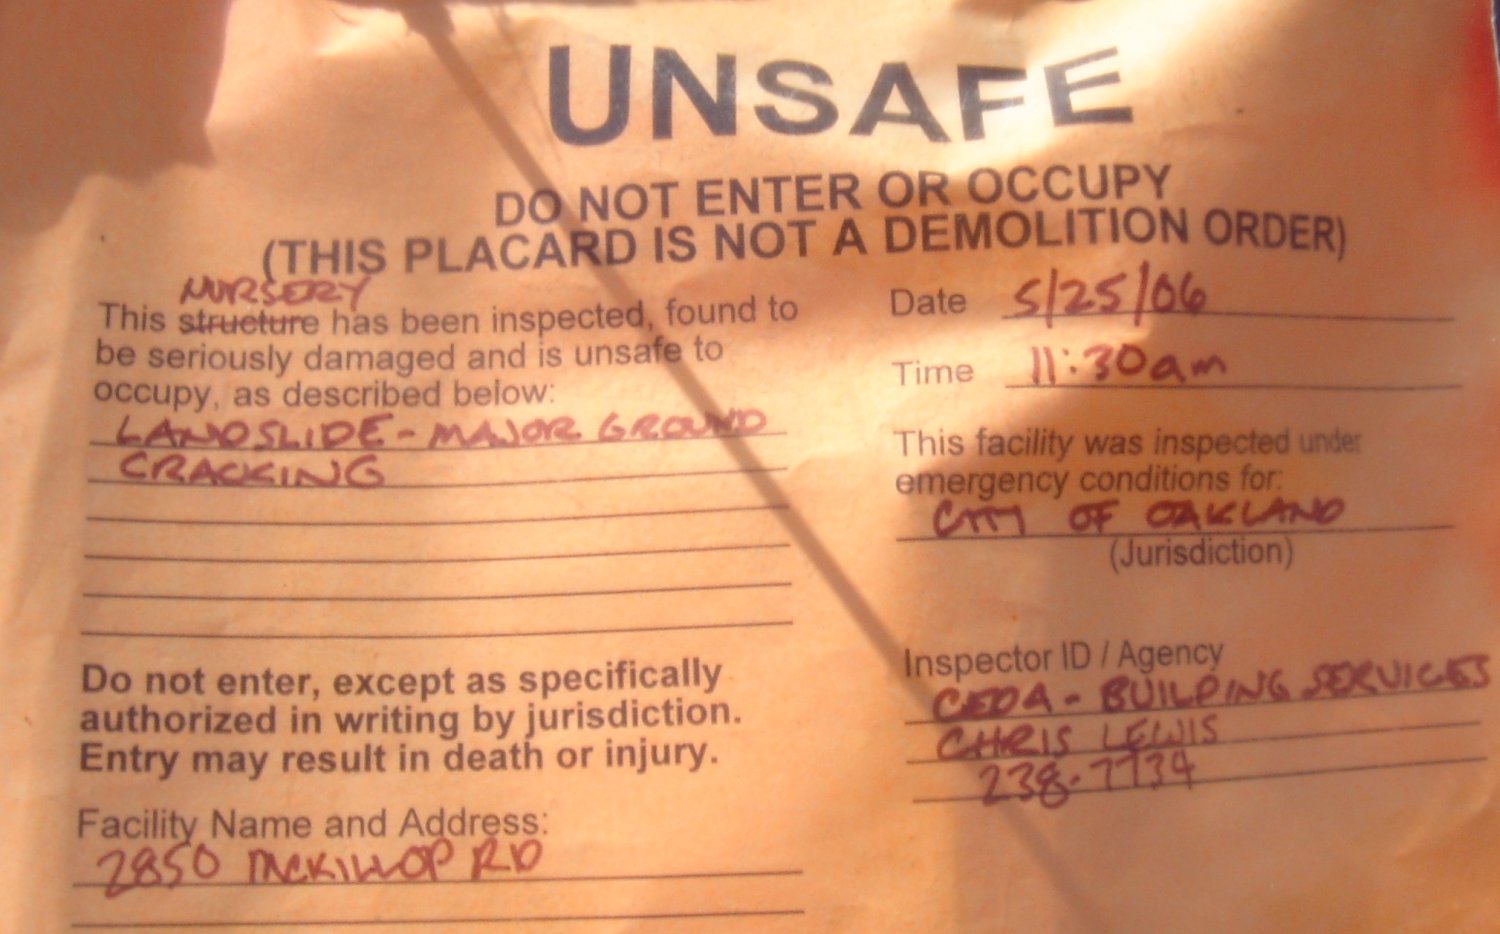 UNSAFE
DO NOT ENTER OR OCCUPY
(THIS PLACARD IS NOT A DEMOLITION ORDER)
NURSERY
This structure has been inspected, found to
be seriously damaged and is unsafe to
occupy, as described below:
LANDSLIDE - MAJOR GROUND
CRACKING
Do not enter, except as specifically
authorized in writing by jurisdiction.
Entry may result in death or injury.
Facility Name and Address:
2850 MCKILLOP RD
Date 5/25/06
Time 11:30am
This facility was inspected under
emergency conditions for:
CITY OF OAKLAND
(Jurisdiction)
Inspector ID / Agency
CEDA - BUILDING SERVICES
CHRIS LEWIS
238-7734